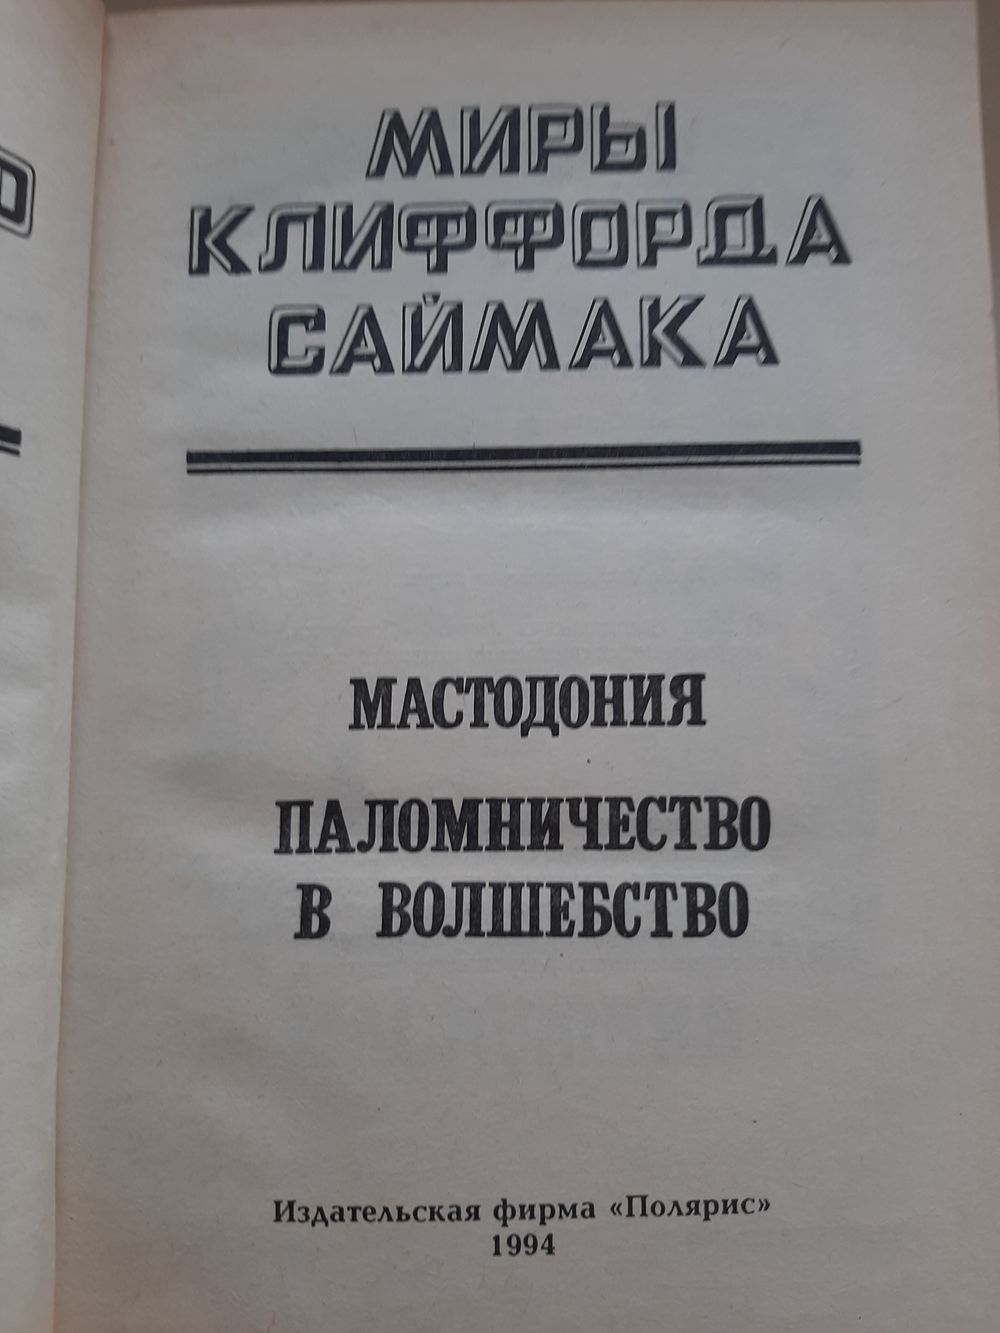 МИРЫ
КЛИФФОРДА
САЙМАКА
МАСТОДОНИЯ
ПАЛОМНИЧЕСТВО
В ВОЛШЕБСТВО
Издательская фирма «Полярис»
1994